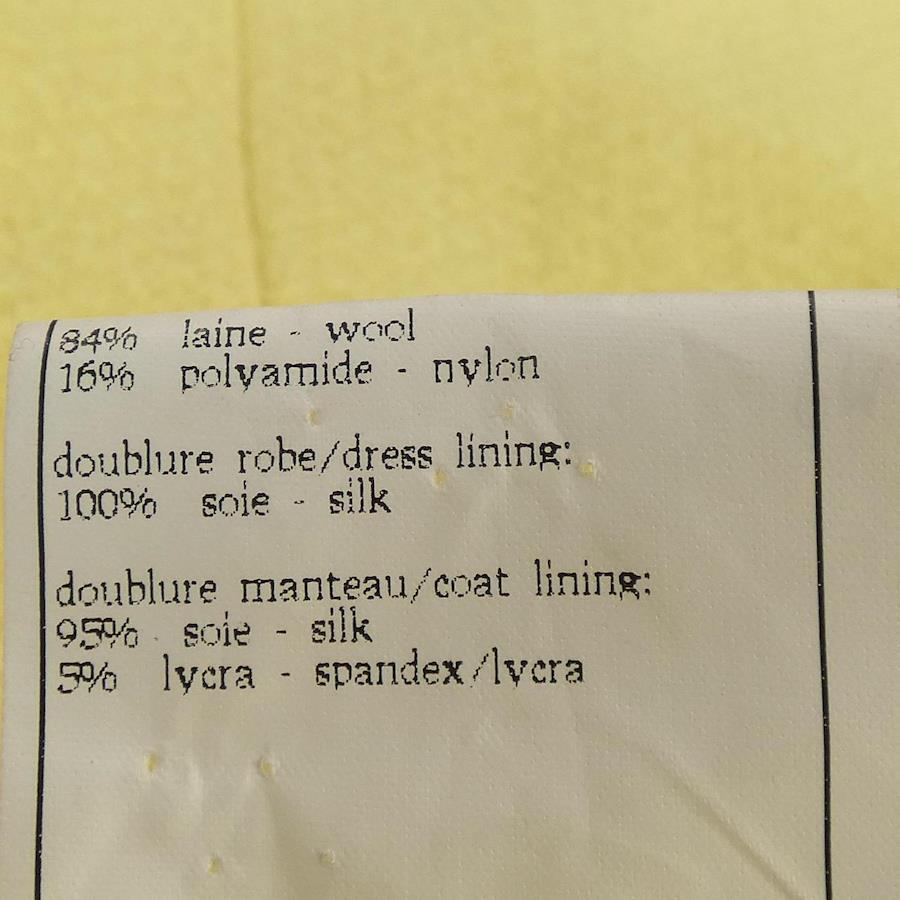 84% laine - wool
16% polyamide - nylon
doublure robe/dress lining:
100% soie - silk
doublure manteau/coat lining:
95% soie - silk
5% lycra - spandex/lycra